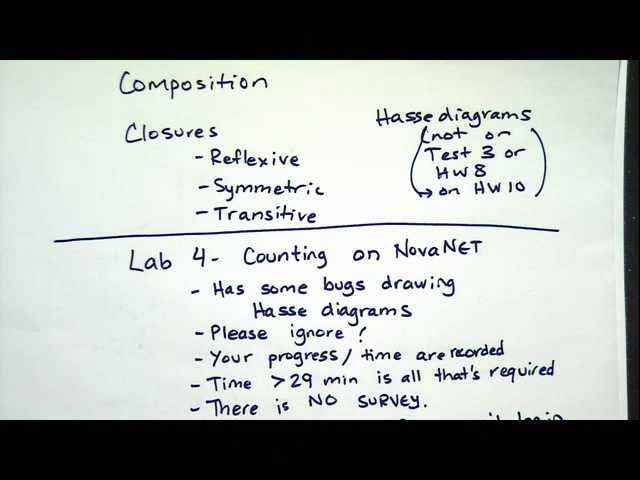 Composition
Closures
- Reflexive
- Symmetric
- Transitive
Hasse diagrams
(not on
Test 3 or
HW 8
→ on HW 10)
Lab 4 - Counting on NovaNET
- Has some bugs drawing
Hasse diagrams
- Please ignore!
- Your progress/time are recorded
- Time > 29 min is all that's required
- There is NO SURVEY.